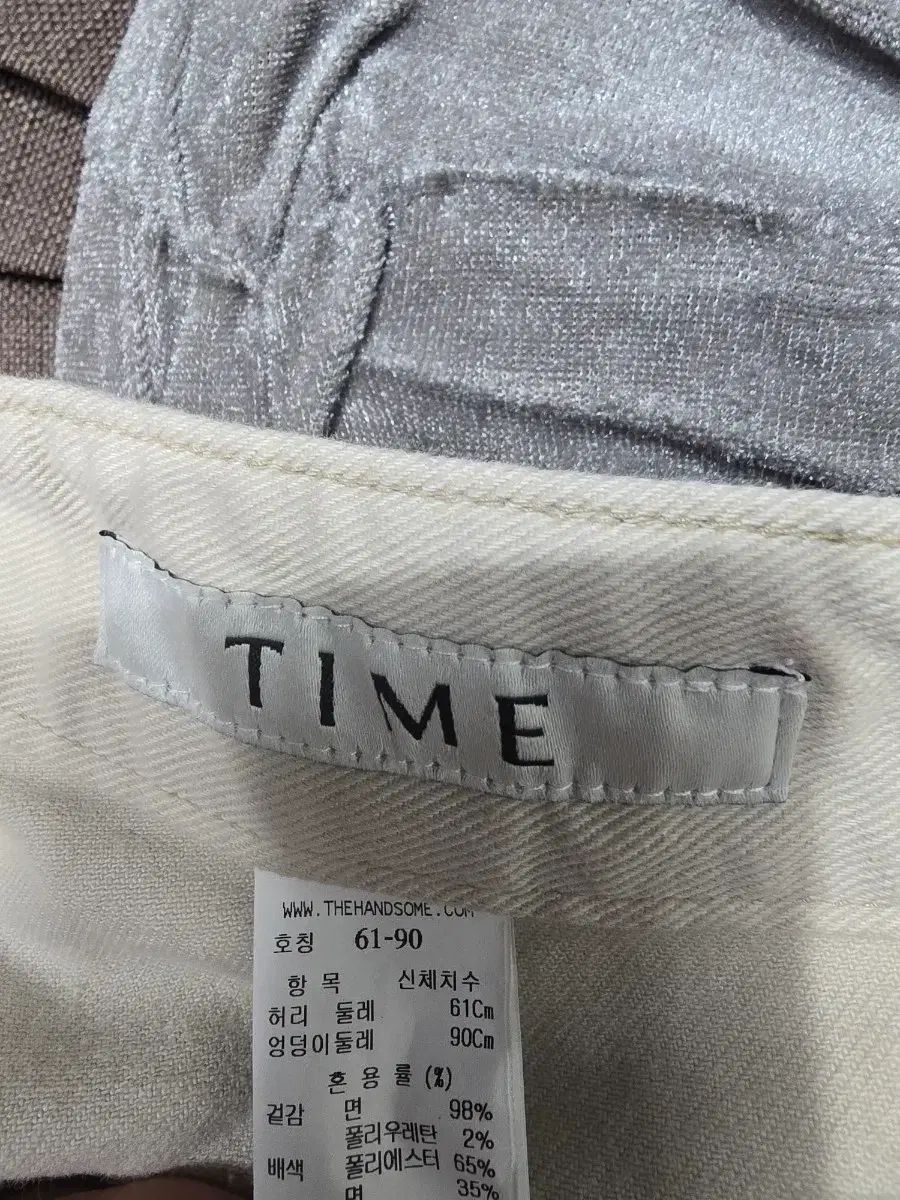 TIME
WWW.THEHANDSOME.COM
호칭 61-90
항 목 신체치수
허리 둘레 61Cm
엉덩이둘레 90Cm
혼 용 률 (%)
겉감 면 98%
폴리우레탄 2%
배색 폴리에스터 65%
면 35%